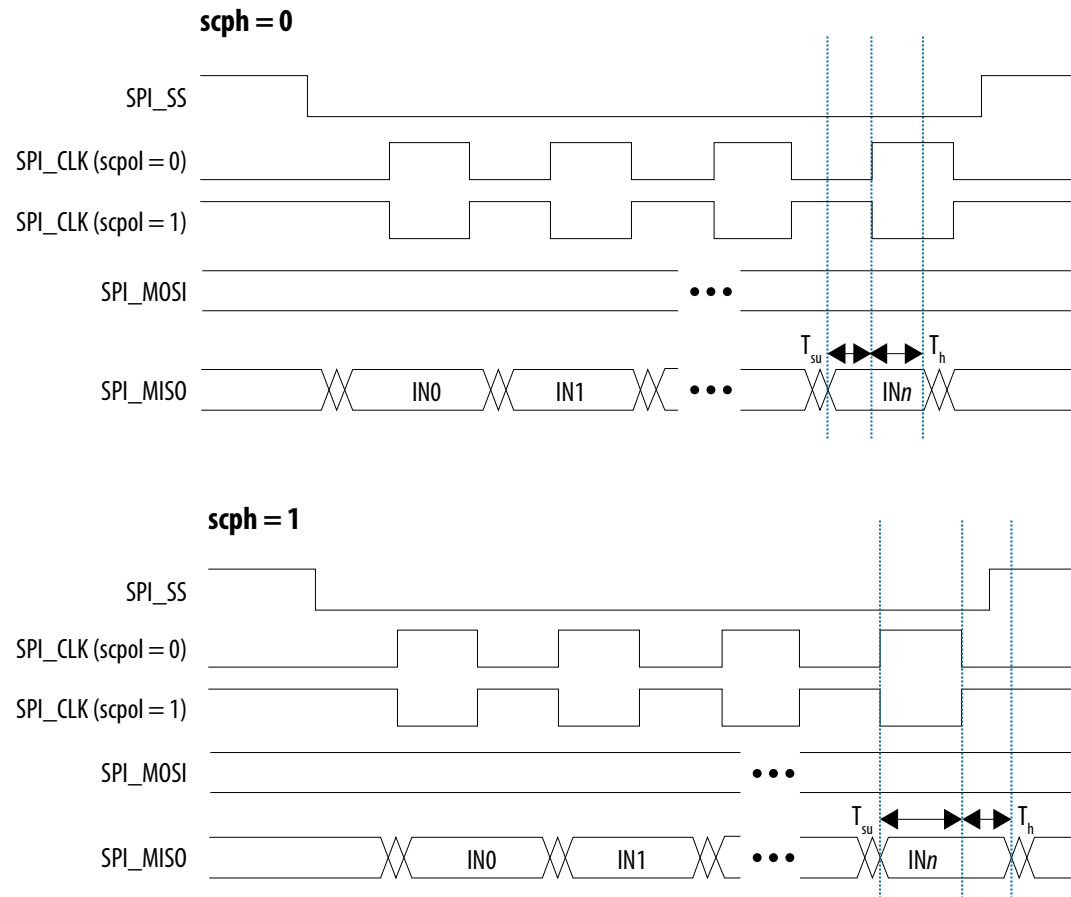 scph = 0
SPI_SS
SPI_CLK (scpol = 0)
SPI_CLK (scpol = 1)
SPI_MOSI
•••
Tsu Th
SPI_MISO IN0 IN1 ••• INn
scph = 1
SPI_SS
SPI_CLK (scpol = 0)
SPI_CLK (scpol = 1)
SPI_MOSI
•••
Tsu Th
SPI_MISO IN0 IN1 ••• INn